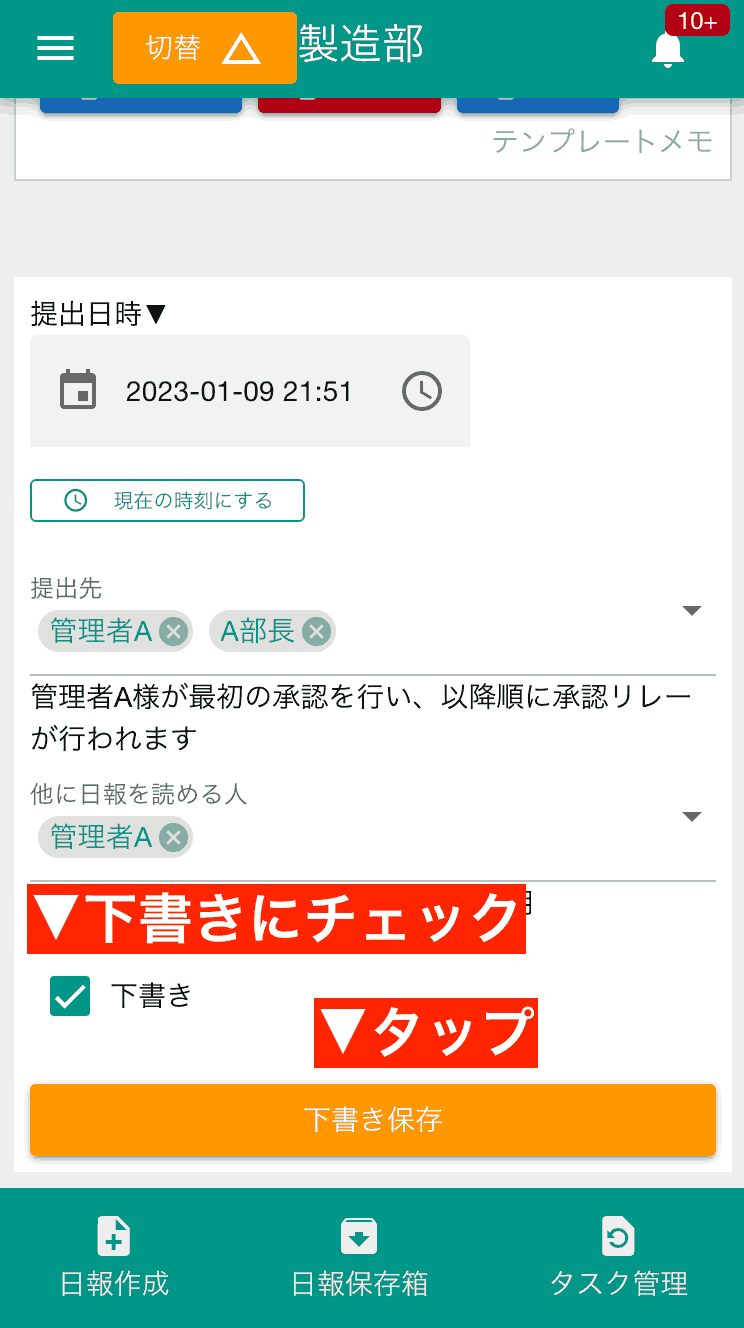 切替 製造部 10+
テンプレートメモ
提出日時▼
2023-01-09 21:51
現在の時刻にする
提出先
管理者A A部長
管理者A様が最初の承認を行い、以降順に承認リレー
が行われます
他に日報を読める人
管理者A
▼下書きにチェック
下書き
▼タップ
下書き保存
日報作成 日報保存箱 タスク管理